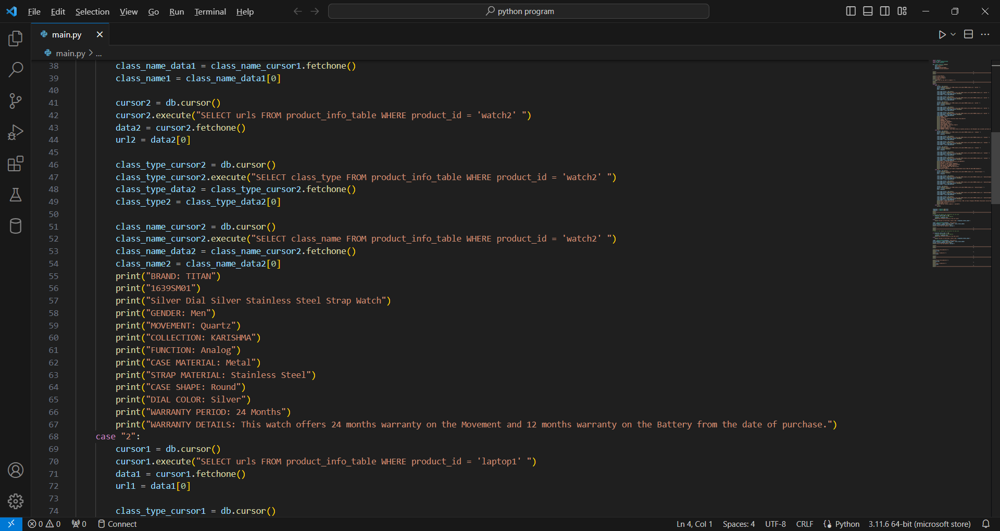 File Edit Selection View Go Run Terminal Help
python program
main.py
main.py > ...
38 class_name_data1 = class_name_cursor1.fetchone()
39 class_name1 = class_name_data1[0]
40
41 cursor2 = db.cursor()
42 cursor2.execute("SELECT urls FROM product_info_table WHERE product_id = 'watch2' ")
43 data2 = cursor2.fetchone()
44 url2 = data2[0]
45
46 class_type_cursor2 = db.cursor()
47 class_type_cursor2.execute("SELECT class_type FROM product_info_table WHERE product_id = 'watch2' ")
48 class_type_data2 = class_type_cursor2.fetchone()
49 class_type2 = class_type_data2[0]
50
51 class_name_cursor2 = db.cursor()
52 class_name_cursor2.execute("SELECT class_name FROM product_info_table WHERE product_id = 'watch2' ")
53 class_name_data2 = class_name_cursor2.fetchone()
54 class_name2 = class_name_data2[0]
55 print("BRAND: TITAN")
56 print("1639SM01")
57 print("Silver Dial Silver Stainless Steel Strap Watch")
58 print("GENDER: Men")
59 print("MOVEMENT: Quartz")
60 print("COLLECTION: KARISHMA")
61 print("FUNCTION: Analog")
62 print("CASE MATERIAL: Metal")
63 print("STRAP MATERIAL: Stainless Steel")
64 print("CASE SHAPE: Round")
65 print("DIAL COLOR: Silver")
66 print("WARRANTY PERIOD: 24 Months")
67 print("WARRANTY DETAILS: This watch offers 24 months warranty on the Movement and 12 months warranty on the Battery from the date of purchase.")
68 case "2":
69 cursor1 = db.cursor()
70 cursor1.execute("SELECT urls FROM product_info_table WHERE product_id = 'laptop1' ")
71 data1 = cursor1.fetchone()
72 url1 = data1[0]
73
74 class_type_cursor1 = db.cursor()
0 0 0 Connect Ln 4, Col 1 Spaces: 4 UTF-8 CRLF Python 3.11.6 64-bit (microsoft store)